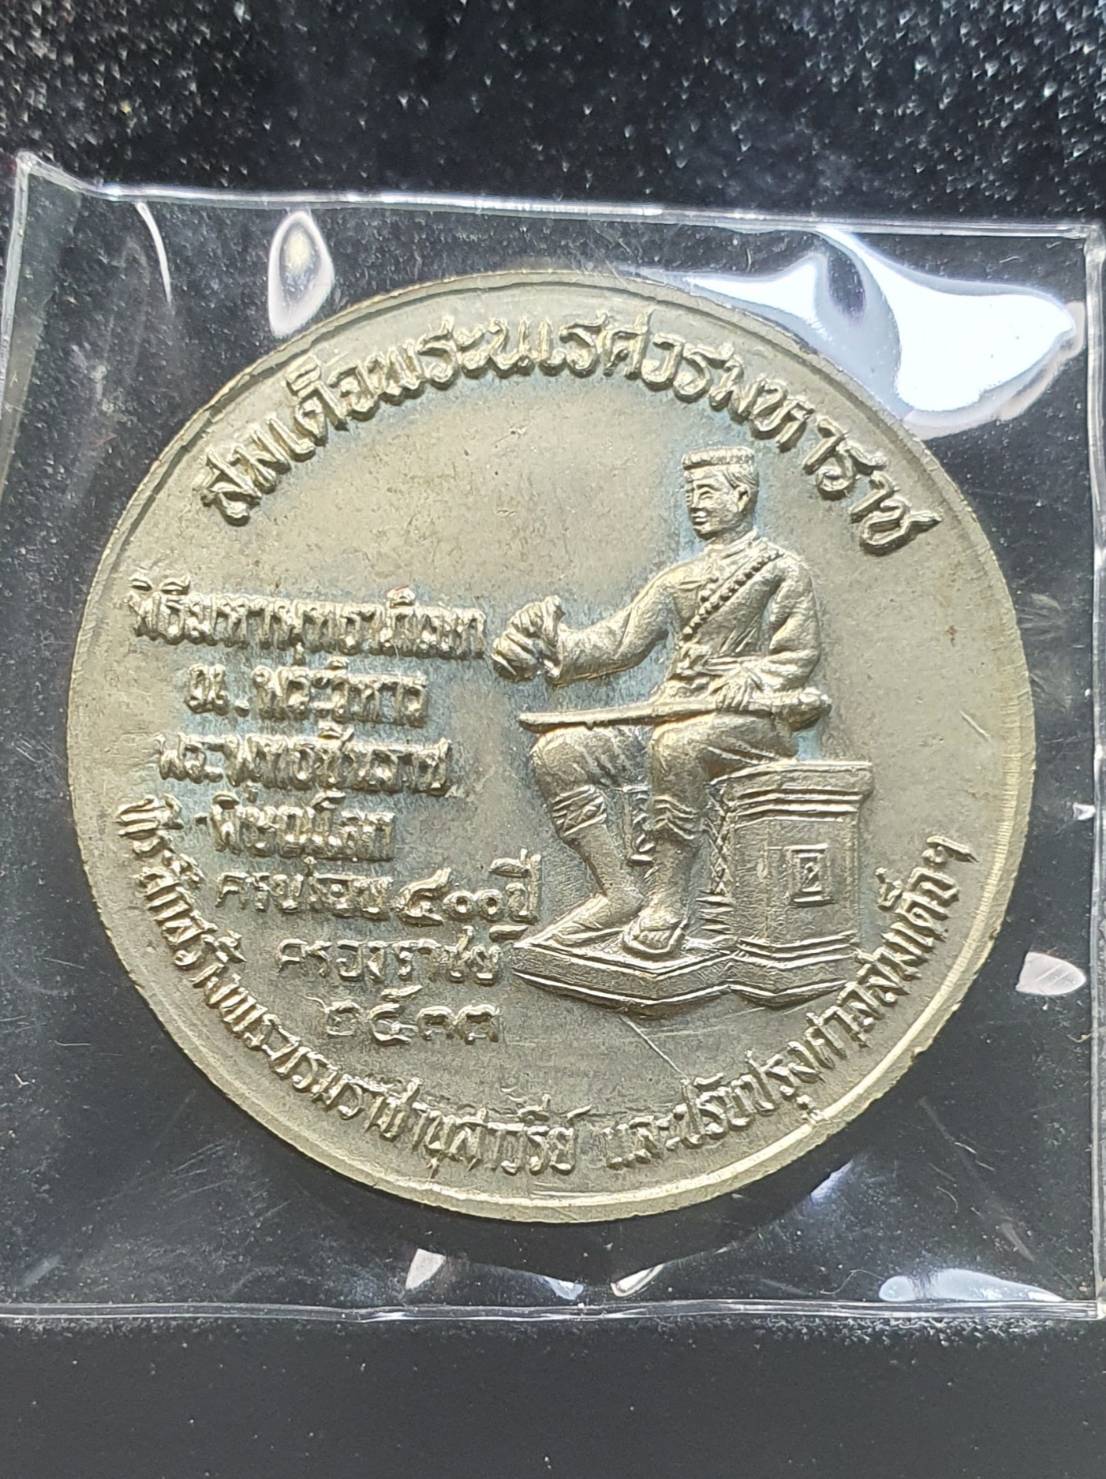 สมเด็จพระนเรศวรมหาราช
พิธีมหาพุทธาภิเษก
ณ. พระวิหาร
พระพุทธชินราช
พิษณุโลก
ครบรอบ ๔๐๐ ปี
ครองราชย์
๒๕๓๓
ที่ระลึกสร้างพระบรมราชานุสาวรีย์ และปรับปรุงศาลสมเด็จฯ